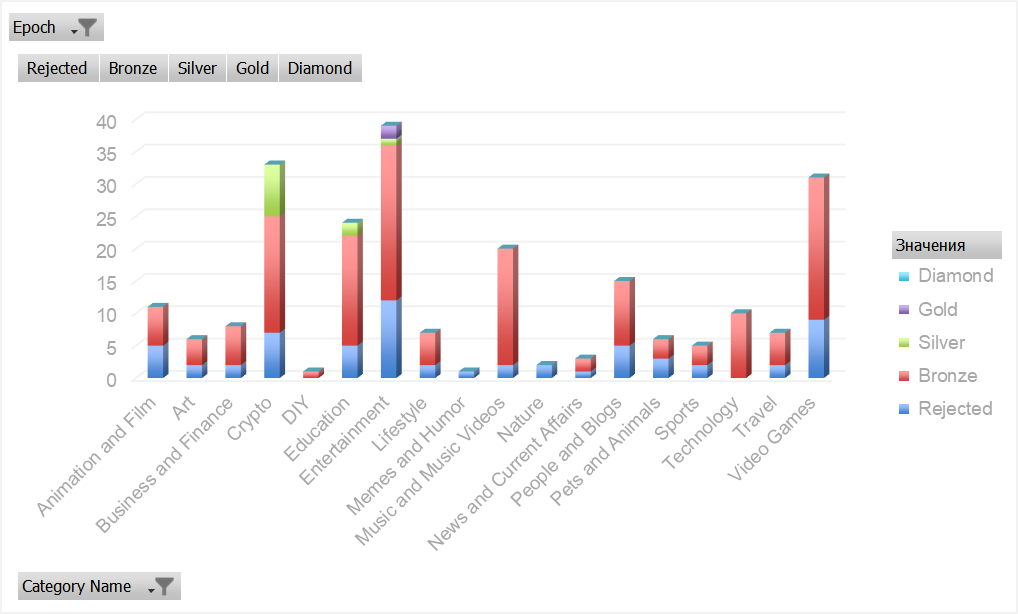 Epoch
Rejected Bronze Silver Gold Diamond
40
35
30
25
20
15
10
5
0
Animation and Film
Art
Business and Finance
Crypto
DIY
Education
Entertainment
Lifestyle
Memes and Humor
Music and Music Videos
Nature
News and Current Affairs
People and Blogs
Pets and Animals
Sports
Technology
Travel
Video Games
Значения
Diamond
Gold
Silver
Bronze
Rejected
Category Name